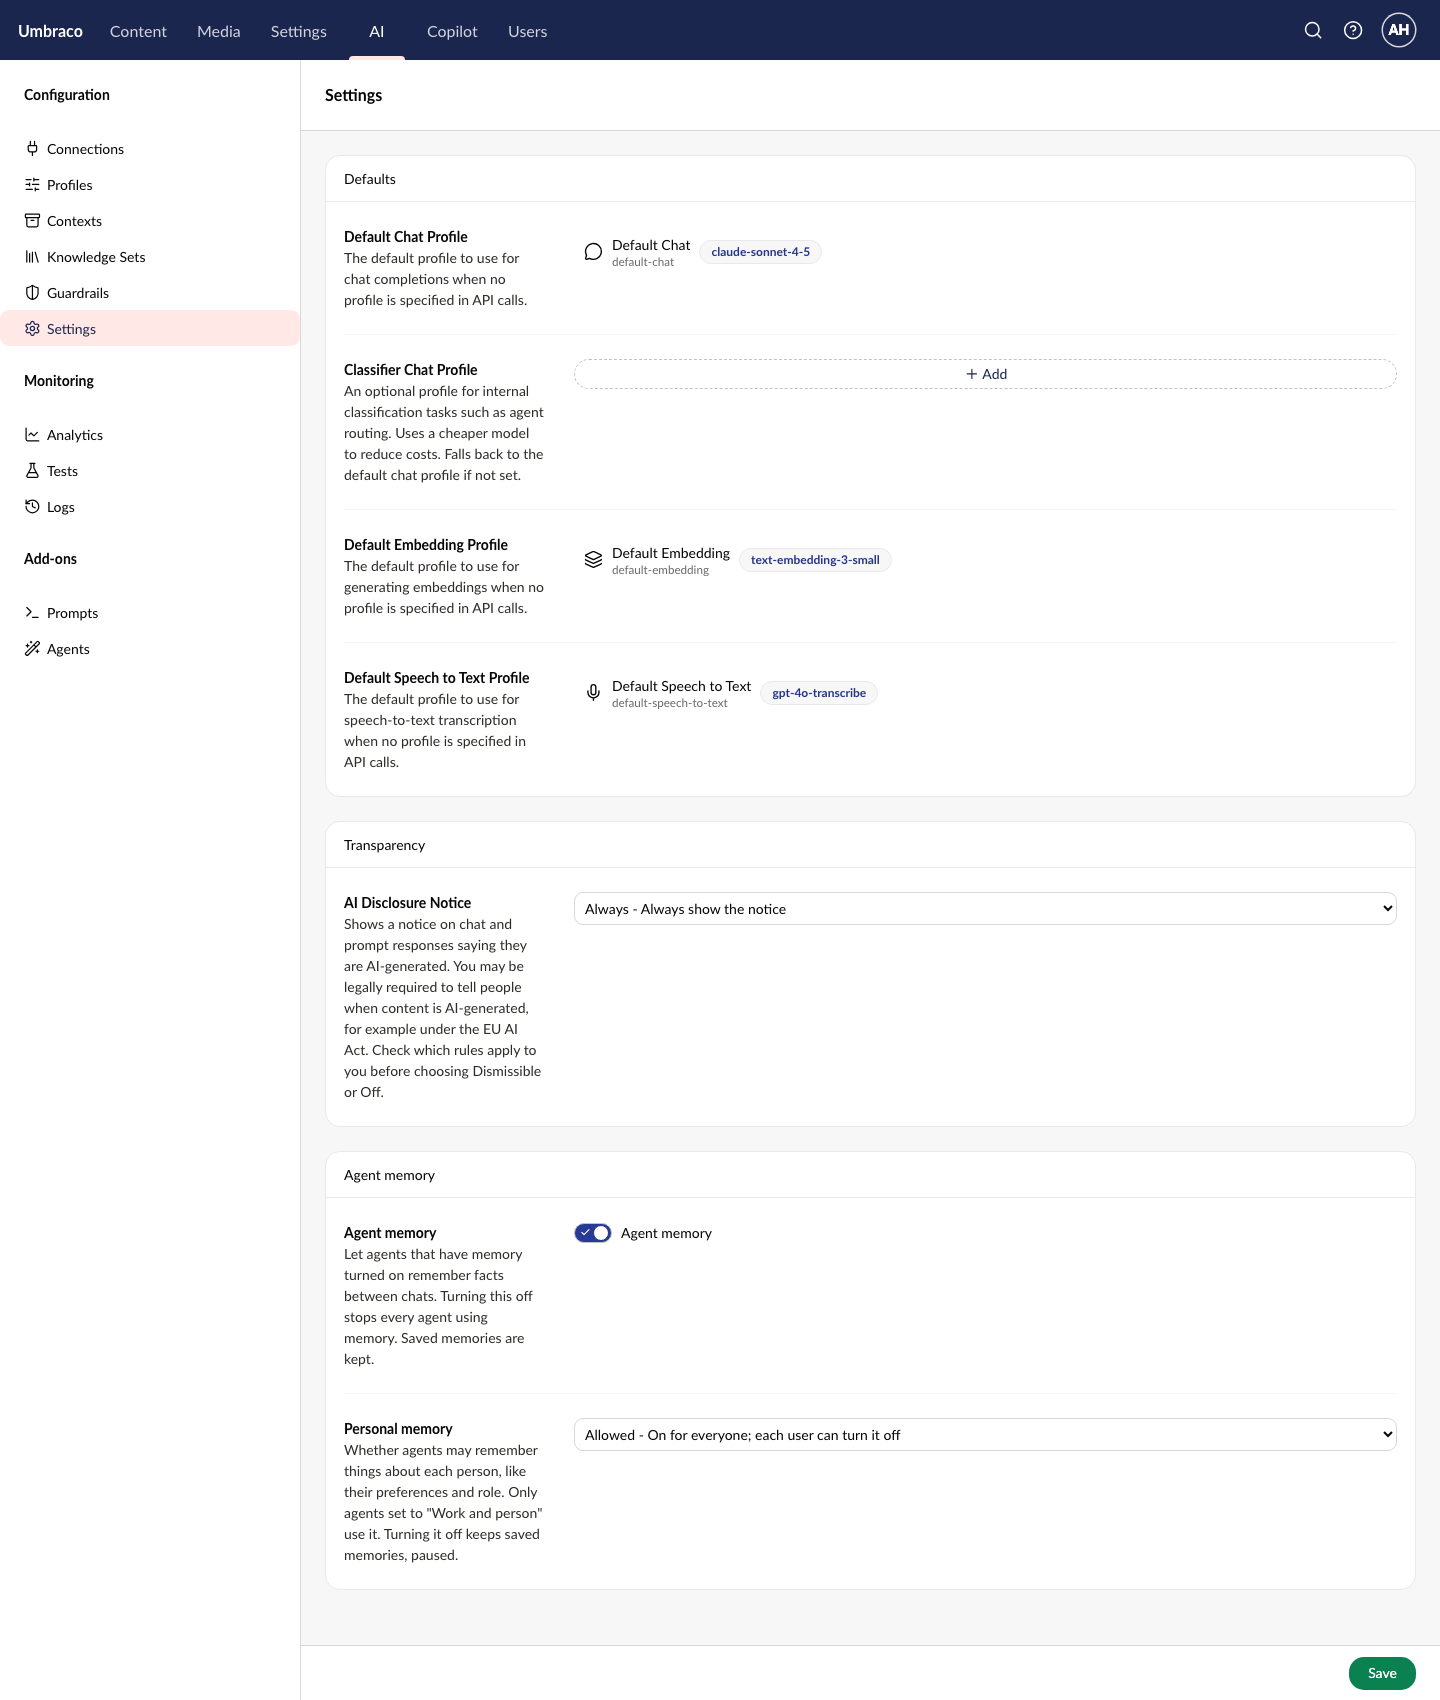 Umbraco
Content
Media
Settings
AI
Copilot
Users
AH
Configuration
Connections
Profiles
Contexts
Knowledge Sets
Guardrails
Settings
Monitoring
Analytics
Tests
Logs
Add-ons
Prompts
Agents
Settings
Defaults
Default Chat Profile
The default profile to use for
chat completions when no
profile is specified in API calls.
Default Chat
default-chat
claude-sonnet-4-5
Classifier Chat Profile
An optional profile for internal
classification tasks such as agent
routing. Uses a cheaper model
to reduce costs. Falls back to the
default chat profile if not set.
+ Add
Default Embedding Profile
The default profile to use for
generating embeddings when no
profile is specified in API calls.
Default Embedding
default-embedding
text-embedding-3-small
Default Speech to Text Profile
The default profile to use for
speech-to-text transcription
when no profile is specified in
API calls.
Default Speech to Text
default-speech-to-text
gpt-4o-transcribe
Transparency
AI Disclosure Notice
Shows a notice on chat and
prompt responses saying they
are AI-generated. You may be
legally required to tell people
when content is AI-generated,
for example under the EU AI
Act. Check which rules apply to
you before choosing Dismissible
or Off.
Always - Always show the notice
Agent memory
Agent memory
Let agents that have memory
turned on remember facts
between chats. Turning this off
stops every agent using
memory. Saved memories are
kept.
Agent memory
Personal memory
Whether agents may remember
things about each person, like
their preferences and role. Only
agents set to "Work and person"
use it. Turning it off keeps saved
memories, paused.
Allowed - On for everyone; each user can turn it off
Save